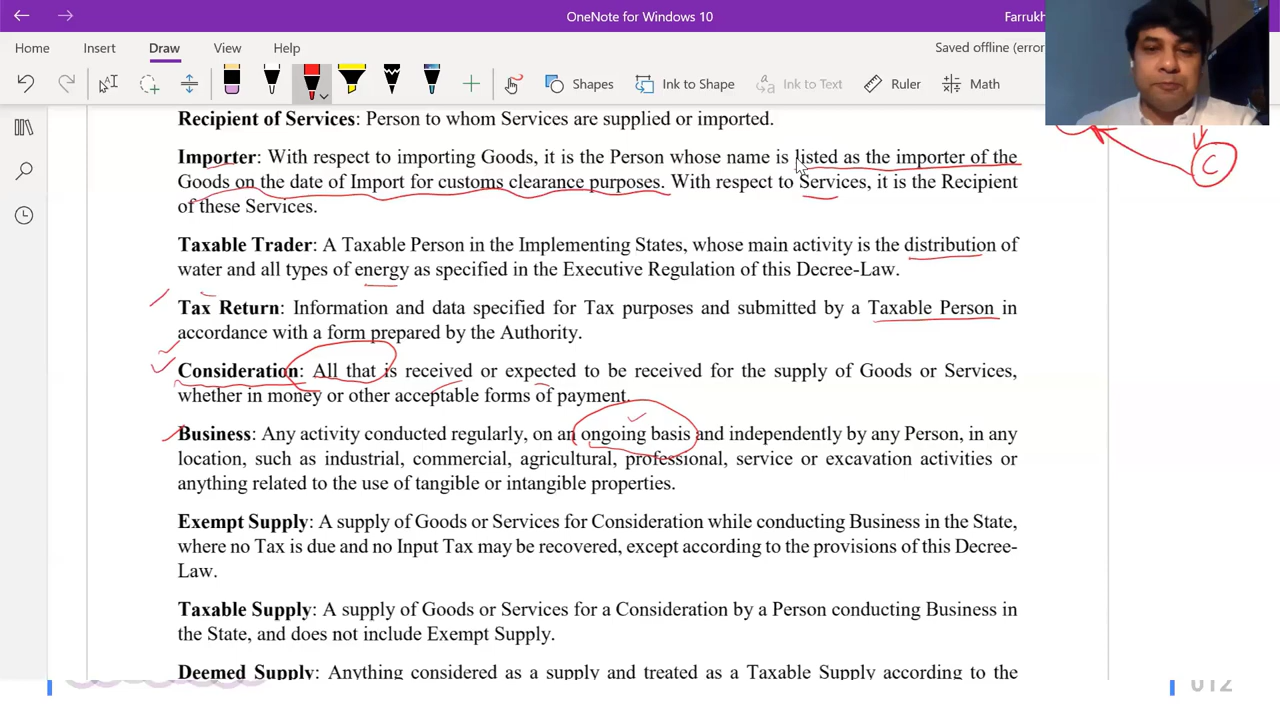 OneNote for Windows 10
Farrukh
Home Insert Draw View Help
Saved offline (error
Shapes Ink to Shape Ink to Text Ruler Math
Recipient of Services: Person to whom Services are supplied or imported.
Importer: With respect to importing Goods, it is the Person whose name is listed as the importer of the
Goods on the date of Import for customs clearance purposes. With respect to Services, it is the Recipient
of these Services.
C
Taxable Trader: A Taxable Person in the Implementing States, whose main activity is the distribution of
water and all types of energy as specified in the Executive Regulation of this Decree-Law.
Tax Return: Information and data specified for Tax purposes and submitted by a Taxable Person in
accordance with a form prepared by the Authority.
Consideration: All that is received or expected to be received for the supply of Goods or Services,
whether in money or other acceptable forms of payment.
Business: Any activity conducted regularly, on an ongoing basis and independently by any Person, in any
location, such as industrial, commercial, agricultural, professional, service or excavation activities or
anything related to the use of tangible or intangible properties.
Exempt Supply: A supply of Goods or Services for Consideration while conducting Business in the State,
where no Tax is due and no Input Tax may be recovered, except according to the provisions of this Decree-
Law.
Taxable Supply: A supply of Goods or Services for a Consideration by a Person conducting Business in
the State, and does not include Exempt Supply.
Deemed Supply: Anything considered as a supply and treated as a Taxable Supply according to the
012